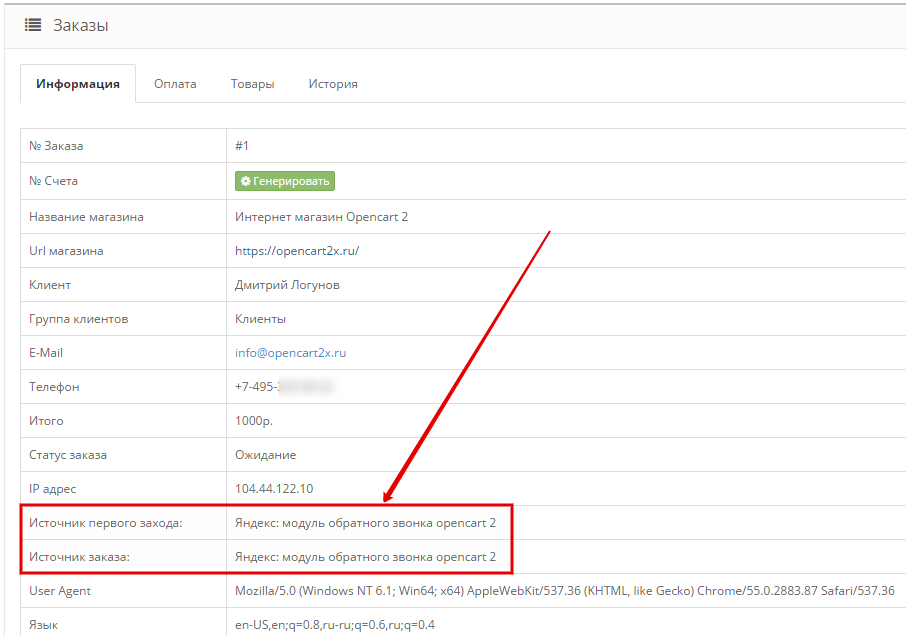 Заказы
Информация Оплата Товары История
№ Заказа #1
№ Счета Генерировать
Название магазина Интернет магазин Opencart 2
Url магазина https://opencart2x.ru/
Клиент Дмитрий Логунов
Группа клиентов Клиенты
E-Mail info@opencart2x.ru
Телефон +7-495-
Итого 1000р.
Статус заказа Ожидание
IP адрес 104.44.122.10
Источник первого захода: Яндекс: модуль обратного звонка opencart 2
Источник заказа: Яндекс: модуль обратного звонка opencart 2
User Agent Mozilla/5.0 (Windows NT 6.1; Win64; x64) AppleWebKit/537.36 (KHTML, like Gecko) Chrome/55.0.2883.87 Safari/537.36
Язык en-US,en;q=0.8,ru-ru;q=0.6,ru;q=0.4